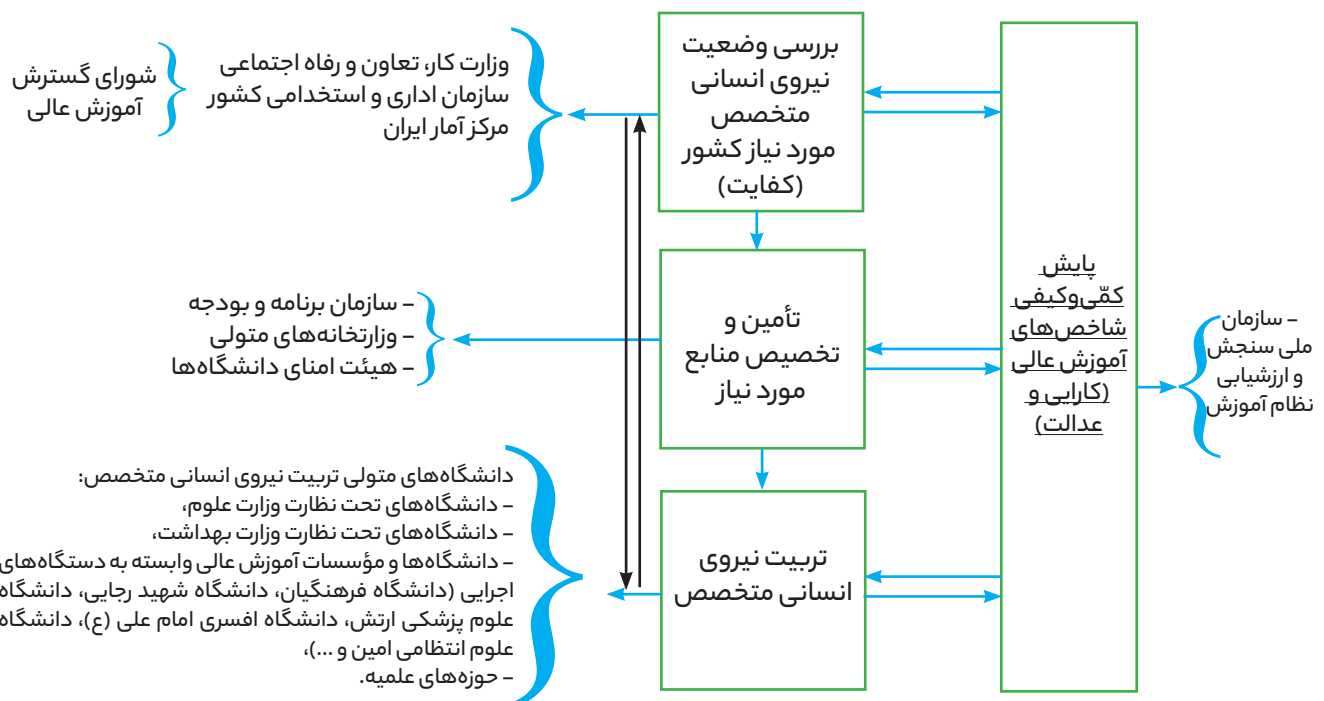 بررسی وضعیت
نیروی انسانی
متخصص
مورد نیاز کشور
(کفایت)
وزارت کار، تعاون و رفاه اجتماعی
سازمان اداری و استخدامی کشور
مرکز آمار ایران
شورای گسترش
آموزش عالی
پایش
کمّی‌وکیفی
شاخص‌های
آموزش عالی
(کارایی و
عدالت)
– سازمان
ملی سنجش
و ارزشیابی
نظام آموزش
تأمین و
تخصیص منابع
مورد نیاز
– سازمان برنامه و بودجه
– وزارتخانه‌های متولی
– هیئت امنای دانشگاه‌ها
تربیت نیروی
انسانی متخصص
دانشگاه‌های متولی تربیت نیروی انسانی متخصص:
– دانشگاه‌های تحت نظارت وزارت علوم،
– دانشگاه‌های تحت نظارت وزارت بهداشت،
– دانشگاه‌ها و مؤسسات آموزش عالی وابسته به دستگاه‌های
اجرایی (دانشگاه فرهنگیان، دانشگاه شهید رجایی، دانشگاه
علوم پزشکی ارتش، دانشگاه افسری امام علی (ع)، دانشگاه
علوم انتظامی امین و ...)،
– حوزه‌های علمیه.